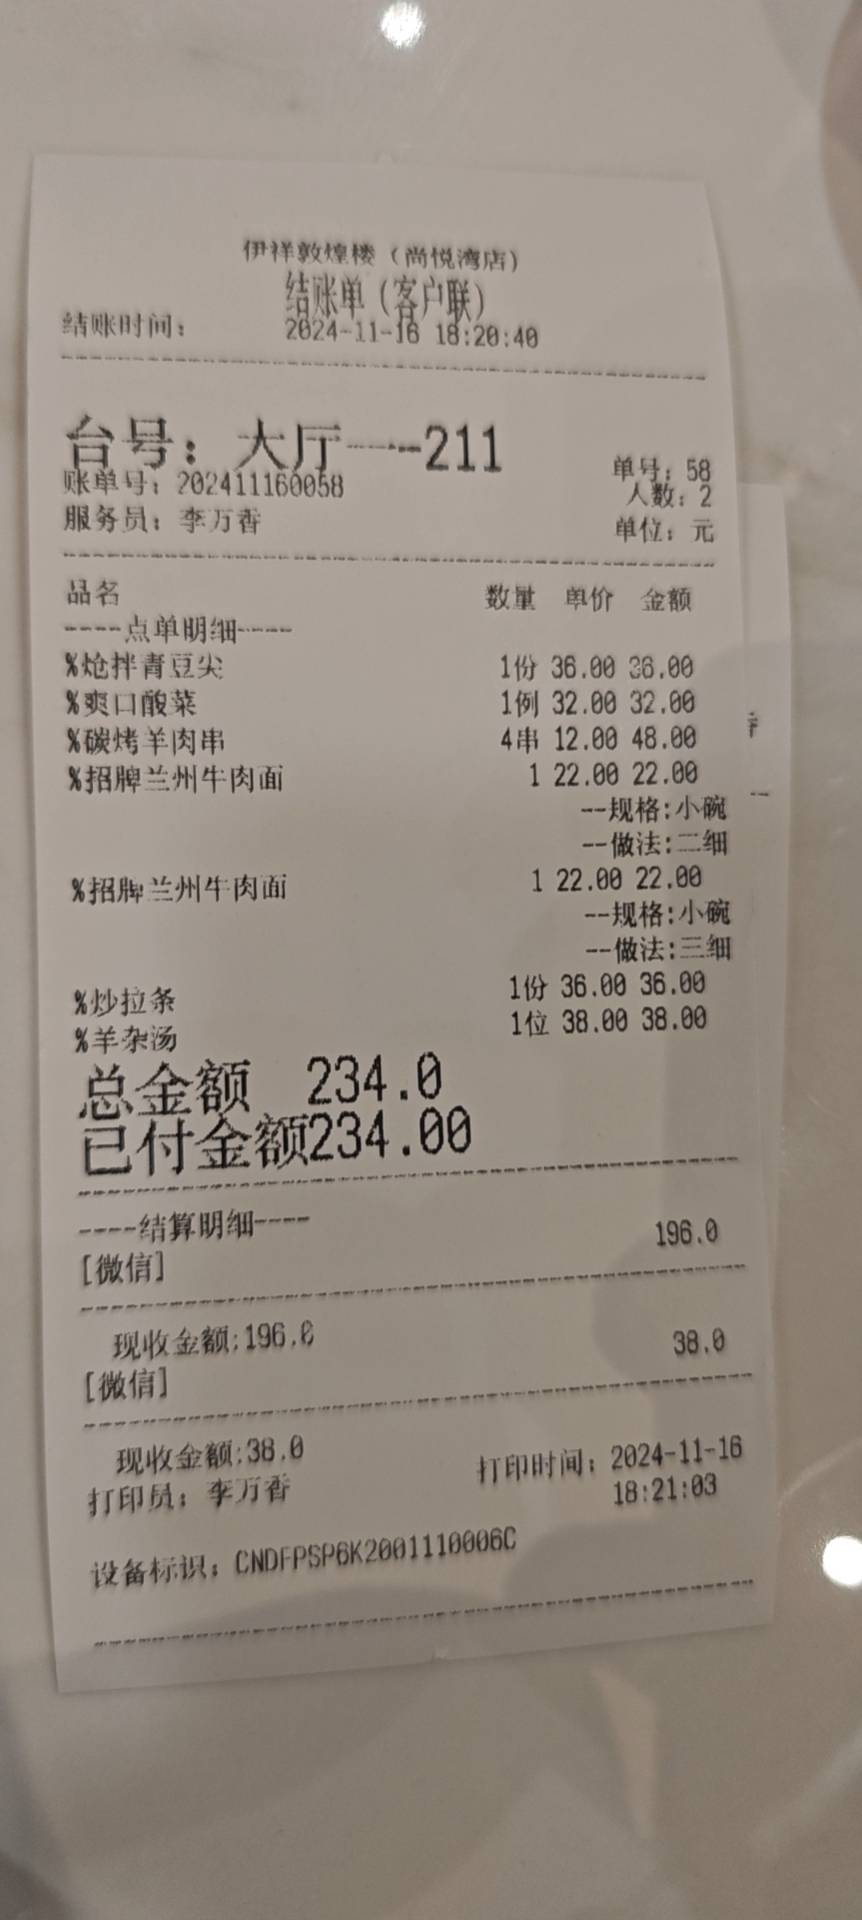 伊祥敦煌楼（尚悦湾店）
结账单（客户联）
结账时间： 2024-11-16 18:20:40
台号：大厅----211
账单号：202411160058 单号：58
人数：2
服务员：李万香 单位：元
品名 数量 单价 金额
----点单明细----
%炝拌青豆尖 1份 36.00 36.00
%爽口酸菜 1例 32.00 32.00
%碳烤羊肉串 4串 12.00 48.00
%招牌兰州牛肉面 1 22.00 22.00
--规格:小碗
--做法:二细
%招牌兰州牛肉面 1 22.00 22.00
--规格:小碗
--做法:三细
%炒拉条 1份 36.00 36.00
%羊杂汤 1位 38.00 38.00
总金额 234.0
已付金额234.00
----结算明细----
[微信] 196.0
现收金额:196.0
[微信] 38.0
现收金额:38.0
打印员：李万香 打印时间：2024-11-16
18:21:03
设备标识：CNDFPSP6K2001110006C